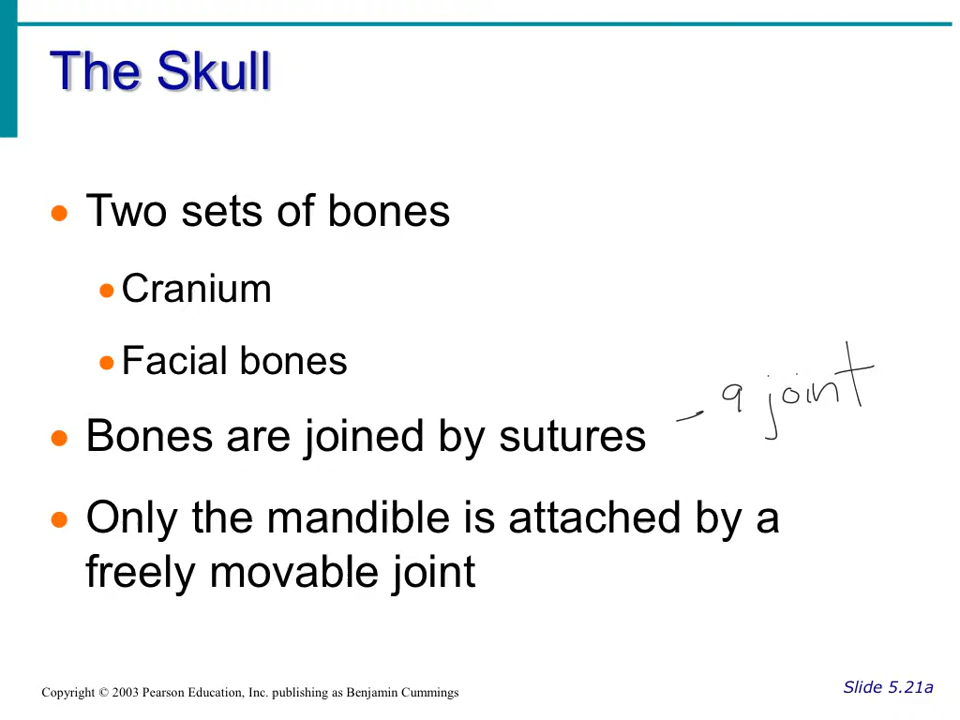 The Skull
• Two sets of bones
• Cranium
• Facial bones
- a joint
• Bones are joined by sutures
• Only the mandible is attached by a
freely movable joint
Copyright © 2003 Pearson Education, Inc. publishing as Benjamin Cummings
Slide 5.21a